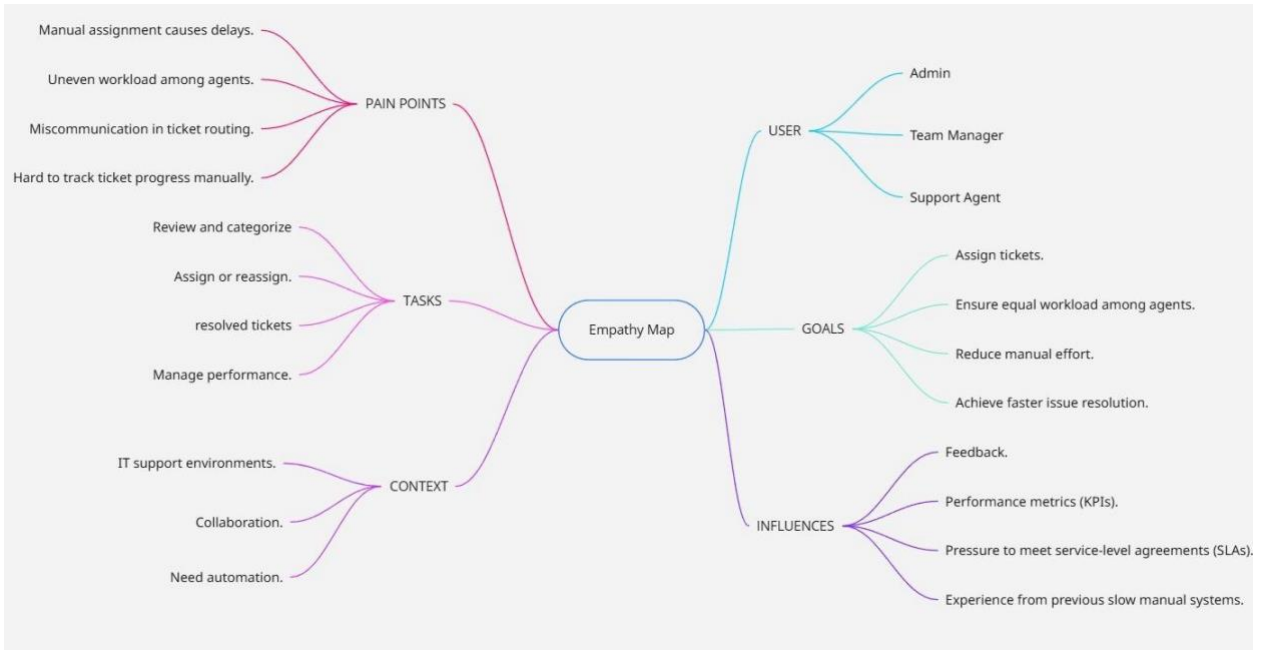 Empathy Map
PAIN POINTS
Manual assignment causes delays.
Uneven workload among agents.
Miscommunication in ticket routing.
Hard to track ticket progress manually.
TASKS
Review and categorize
Assign or reassign.
resolved tickets
Manage performance.
CONTEXT
IT support environments.
Collaboration.
Need automation.
USER
Admin
Team Manager
Support Agent
GOALS
Assign tickets.
Ensure equal workload among agents.
Reduce manual effort.
Achieve faster issue resolution.
INFLUENCES
Feedback.
Performance metrics (KPIs).
Pressure to meet service-level agreements (SLAs).
Experience from previous slow manual systems.